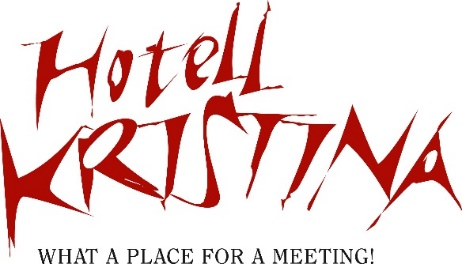 Hotell
KRISTINA
WHAT A PLACE FOR A MEETING!